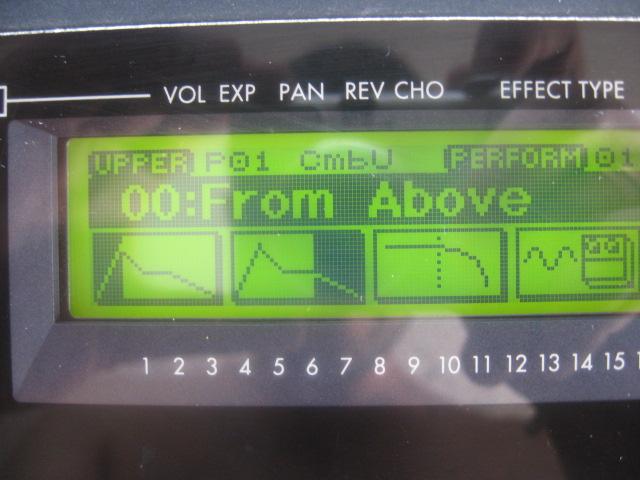 VOL EXP PAN REV CHO EFFECT TYPE
UPPER P01 CmbU PERFORM 01
00:From Above
1 2 3 4 5 6 7 8 9 10 11 12 13 14 15